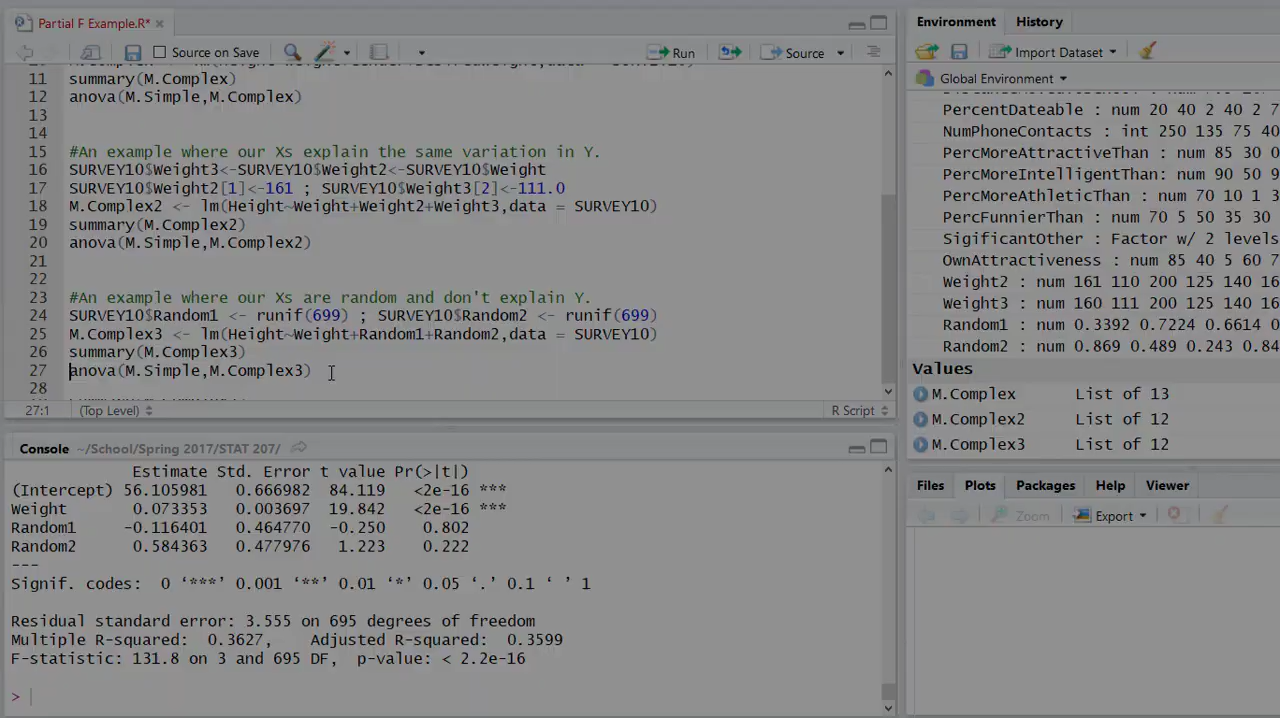 Partial F Example.R*
Source on Save
Run
Source
11 summary(M.Complex)
12 anova(M.Simple,M.Complex)
13
14
15 #An example where our Xs explain the same variation in Y.
16 SURVEY10$Weight3<-SURVEY10$Weight2<-SURVEY10$Weight
17 SURVEY10$Weight2[1]<-161 ; SURVEY10$Weight3[2]<-111.0
18 M.Complex2 <- lm(Height~Weight+Weight2+Weight3,data = SURVEY10)
19 summary(M.Complex2)
20 anova(M.Simple,M.Complex2)
21
22
23 #An example where our Xs are random and don't explain Y.
24 SURVEY10$Random1 <- runif(699) ; SURVEY10$Random2 <- runif(699)
25 M.Complex3 <- lm(Height~Weight+Random1+Random2,data = SURVEY10)
26 summary(M.Complex3)
27 anova(M.Simple,M.Complex3)
28
27:1 (Top Level) R Script
Console ~/School/Spring 2017/STAT 207/
Estimate Std. Error t value Pr(>|t|)
(Intercept) 56.105981 0.666982 84.119 <2e-16 ***
Weight 0.073353 0.003697 19.842 <2e-16 ***
Random1 -0.116401 0.464770 -0.250 0.802
Random2 0.584363 0.477976 1.223 0.222
---
Signif. codes: 0 ‘***’ 0.001 ‘**’ 0.01 ‘*’ 0.05 ‘.’ 0.1 ‘ ’ 1
Residual standard error: 3.555 on 695 degrees of freedom
Multiple R-squared: 0.3627, Adjusted R-squared: 0.3599
F-statistic: 131.8 on 3 and 695 DF, p-value: < 2.2e-16
>
Environment History
Import Dataset
Global Environment
PercentDateable : num 20 40 2 40 2 7
NumPhoneContacts : int 250 135 75 40
PercMoreAttractiveThan : num 85 30 0
PercMoreIntelligentThan: num 90 50 9
PercMoreAthleticThan : num 70 10 1 3
PercFunnierThan : num 70 5 50 35 30
SigificantOther : Factor w/ 2 levels
OwnAttractiveness : num 85 40 5 60 7
Weight2 : num 161 110 200 125 140 16
Weight3 : num 160 111 200 125 140 16
Random1 : num 0.3392 0.7224 0.6614 0
Random2 : num 0.869 0.489 0.243 0.84
Values
M.Complex List of 13
M.Complex2 List of 12
M.Complex3 List of 12
Files Plots Packages Help Viewer
Zoom Export